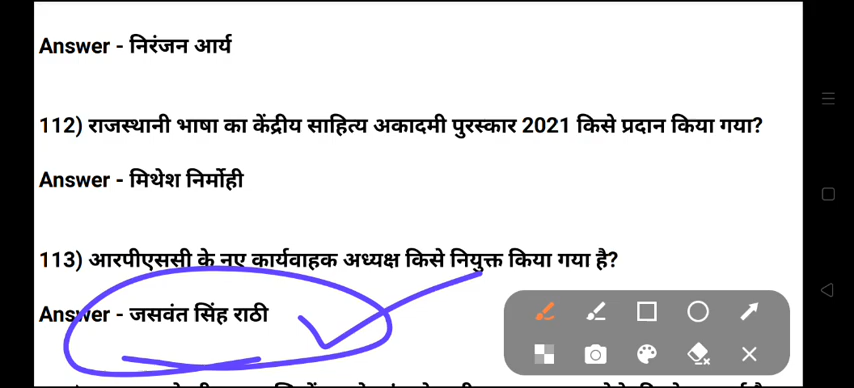 Answer - निरंजन आर्य
112) राजस्थानी भाषा का केंद्रीय साहित्य अकादमी पुरस्कार 2021 किसे प्रदान किया गया?
Answer - मिथेश निर्मोही
113) आरपीएससी के नए कार्यवाहक अध्यक्ष किसे नियुक्त किया गया है?
Answer - जसवंत सिंह राठी